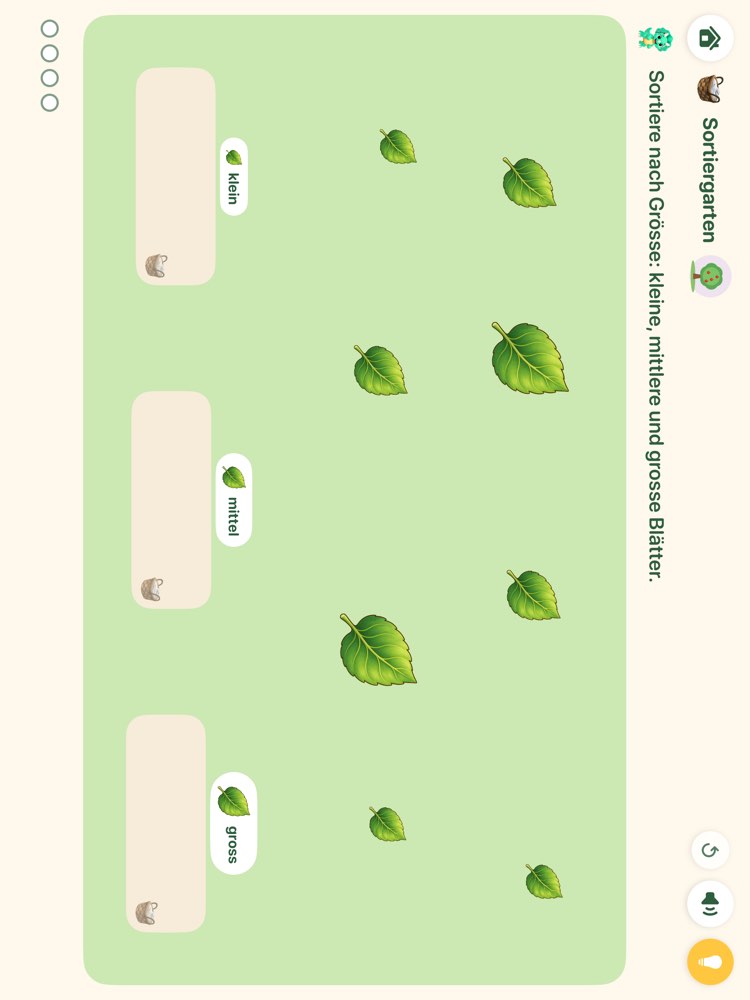 Sortiergarten
Sortiere nach Grösse: kleine, mittlere und grosse Blätter.
klein
mittel
gross